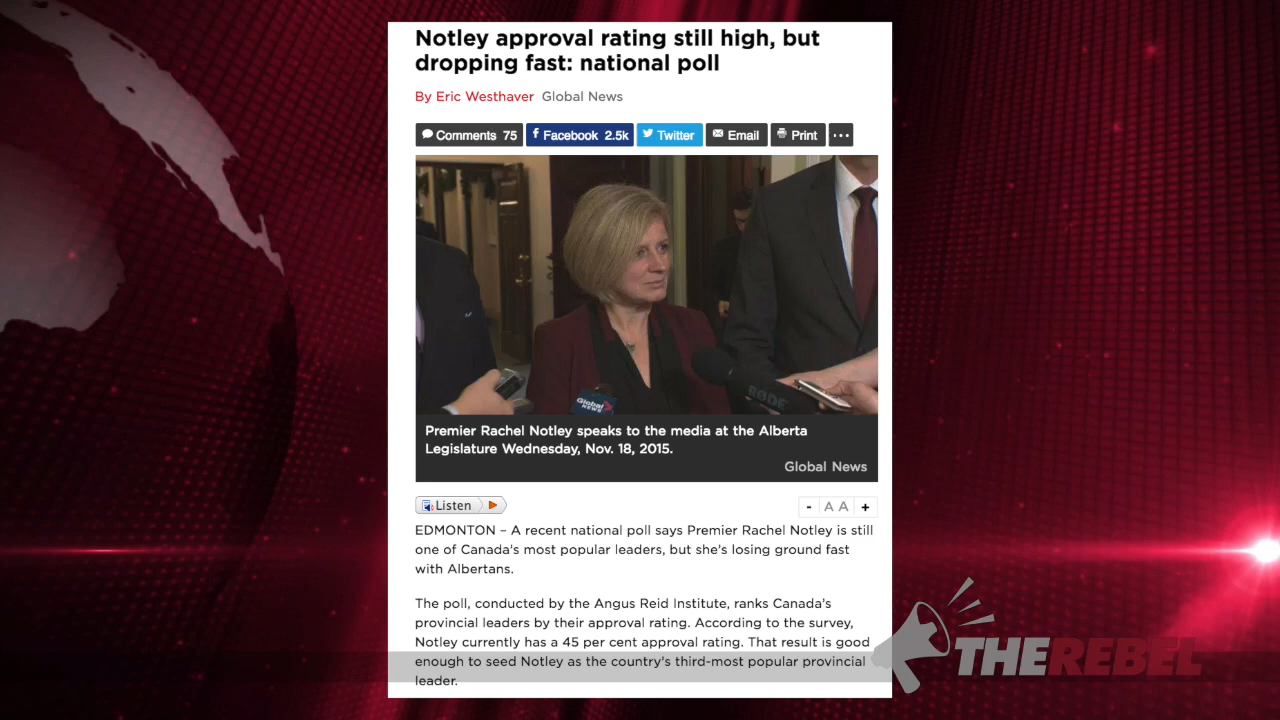 Notley approval rating still high, but
dropping fast: national poll
By Eric Westhaver Global News
Comments 75 f Facebook 2.5k Twitter Email Print ...
Global
NEWS
RØDE
Premier Rachel Notley speaks to the media at the Alberta
Legislature Wednesday, Nov. 18, 2015.
Global News
Listen
- A A +
EDMONTON – A recent national poll says Premier Rachel Notley is still
one of Canada's most popular leaders, but she's losing ground fast
with Albertans.
The poll, conducted by the Angus Reid Institute, ranks Canada's
provincial leaders by their approval rating. According to the survey,
Notley currently has a 45 per cent approval rating. That result is good
enough to seed Notley as the country's third-most popular provincial
leader.
THEREBEL